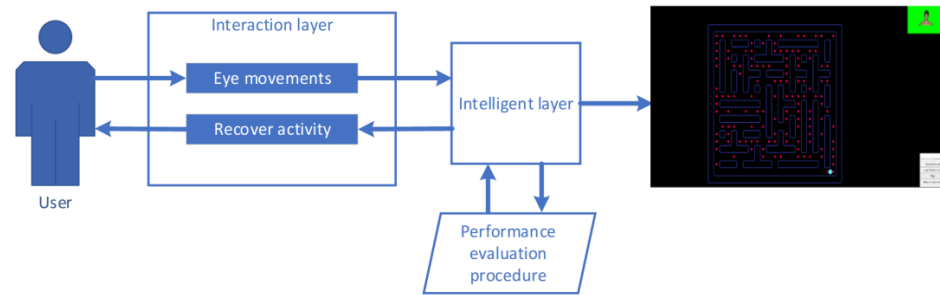 Interaction layer
Eye movements
Recover activity
User
Intelligent layer
Performance
evaluation
procedure